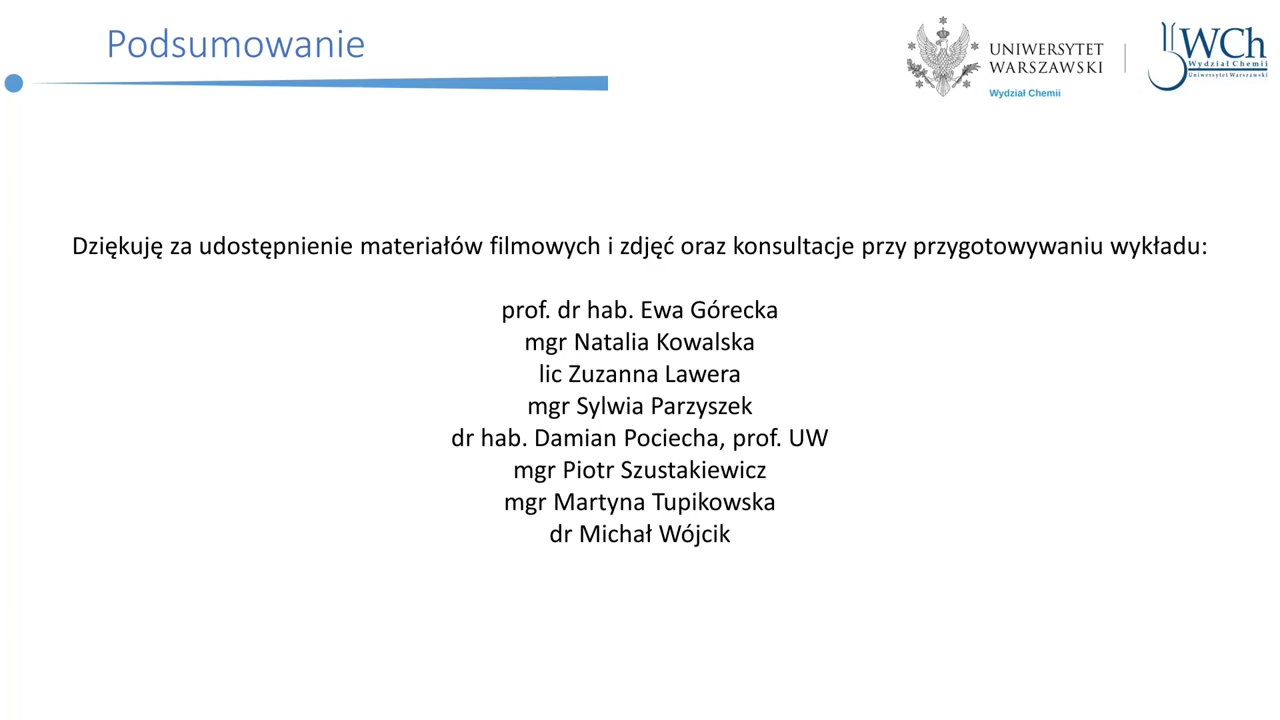 Podsumowanie
UNIWERSYTET
WARSZAWSKI
Wydział Chemii
WCh
Wydział Chemii
Uniwersytet Warszawski
Dziękuję za udostępnienie materiałów filmowych i zdjęć oraz konsultacje przy przygotowywaniu wykładu:
prof. dr hab. Ewa Górecka
mgr Natalia Kowalska
lic Zuzanna Lawera
mgr Sylwia Parzyszek
dr hab. Damian Pociecha, prof. UW
mgr Piotr Szustakiewicz
mgr Martyna Tupikowska
dr Michał Wójcik